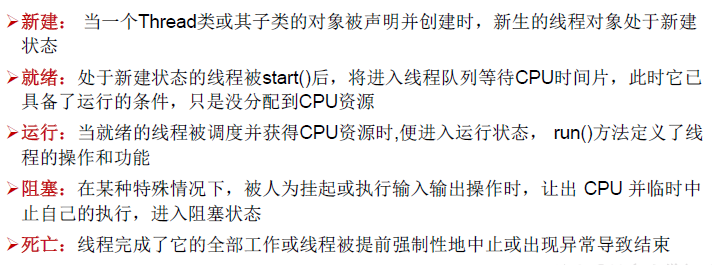 ➢新建： 当一个Thread类或其子类的对象被声明并创建时，新生的线程对象处于新建
状态
➢就绪：处于新建状态的线程被start()后，将进入线程队列等待CPU时间片，此时它已
具备了运行的条件，只是没分配到CPU资源
➢运行：当就绪的线程被调度并获得CPU资源时,便进入运行状态， run()方法定义了线
程的操作和功能
➢阻塞：在某种特殊情况下，被人为挂起或执行输入输出操作时，让出 CPU 并临时中
止自己的执行，进入阻塞状态
➢死亡：线程完成了它的全部工作或线程被提前强制性地中止或出现异常导致结束